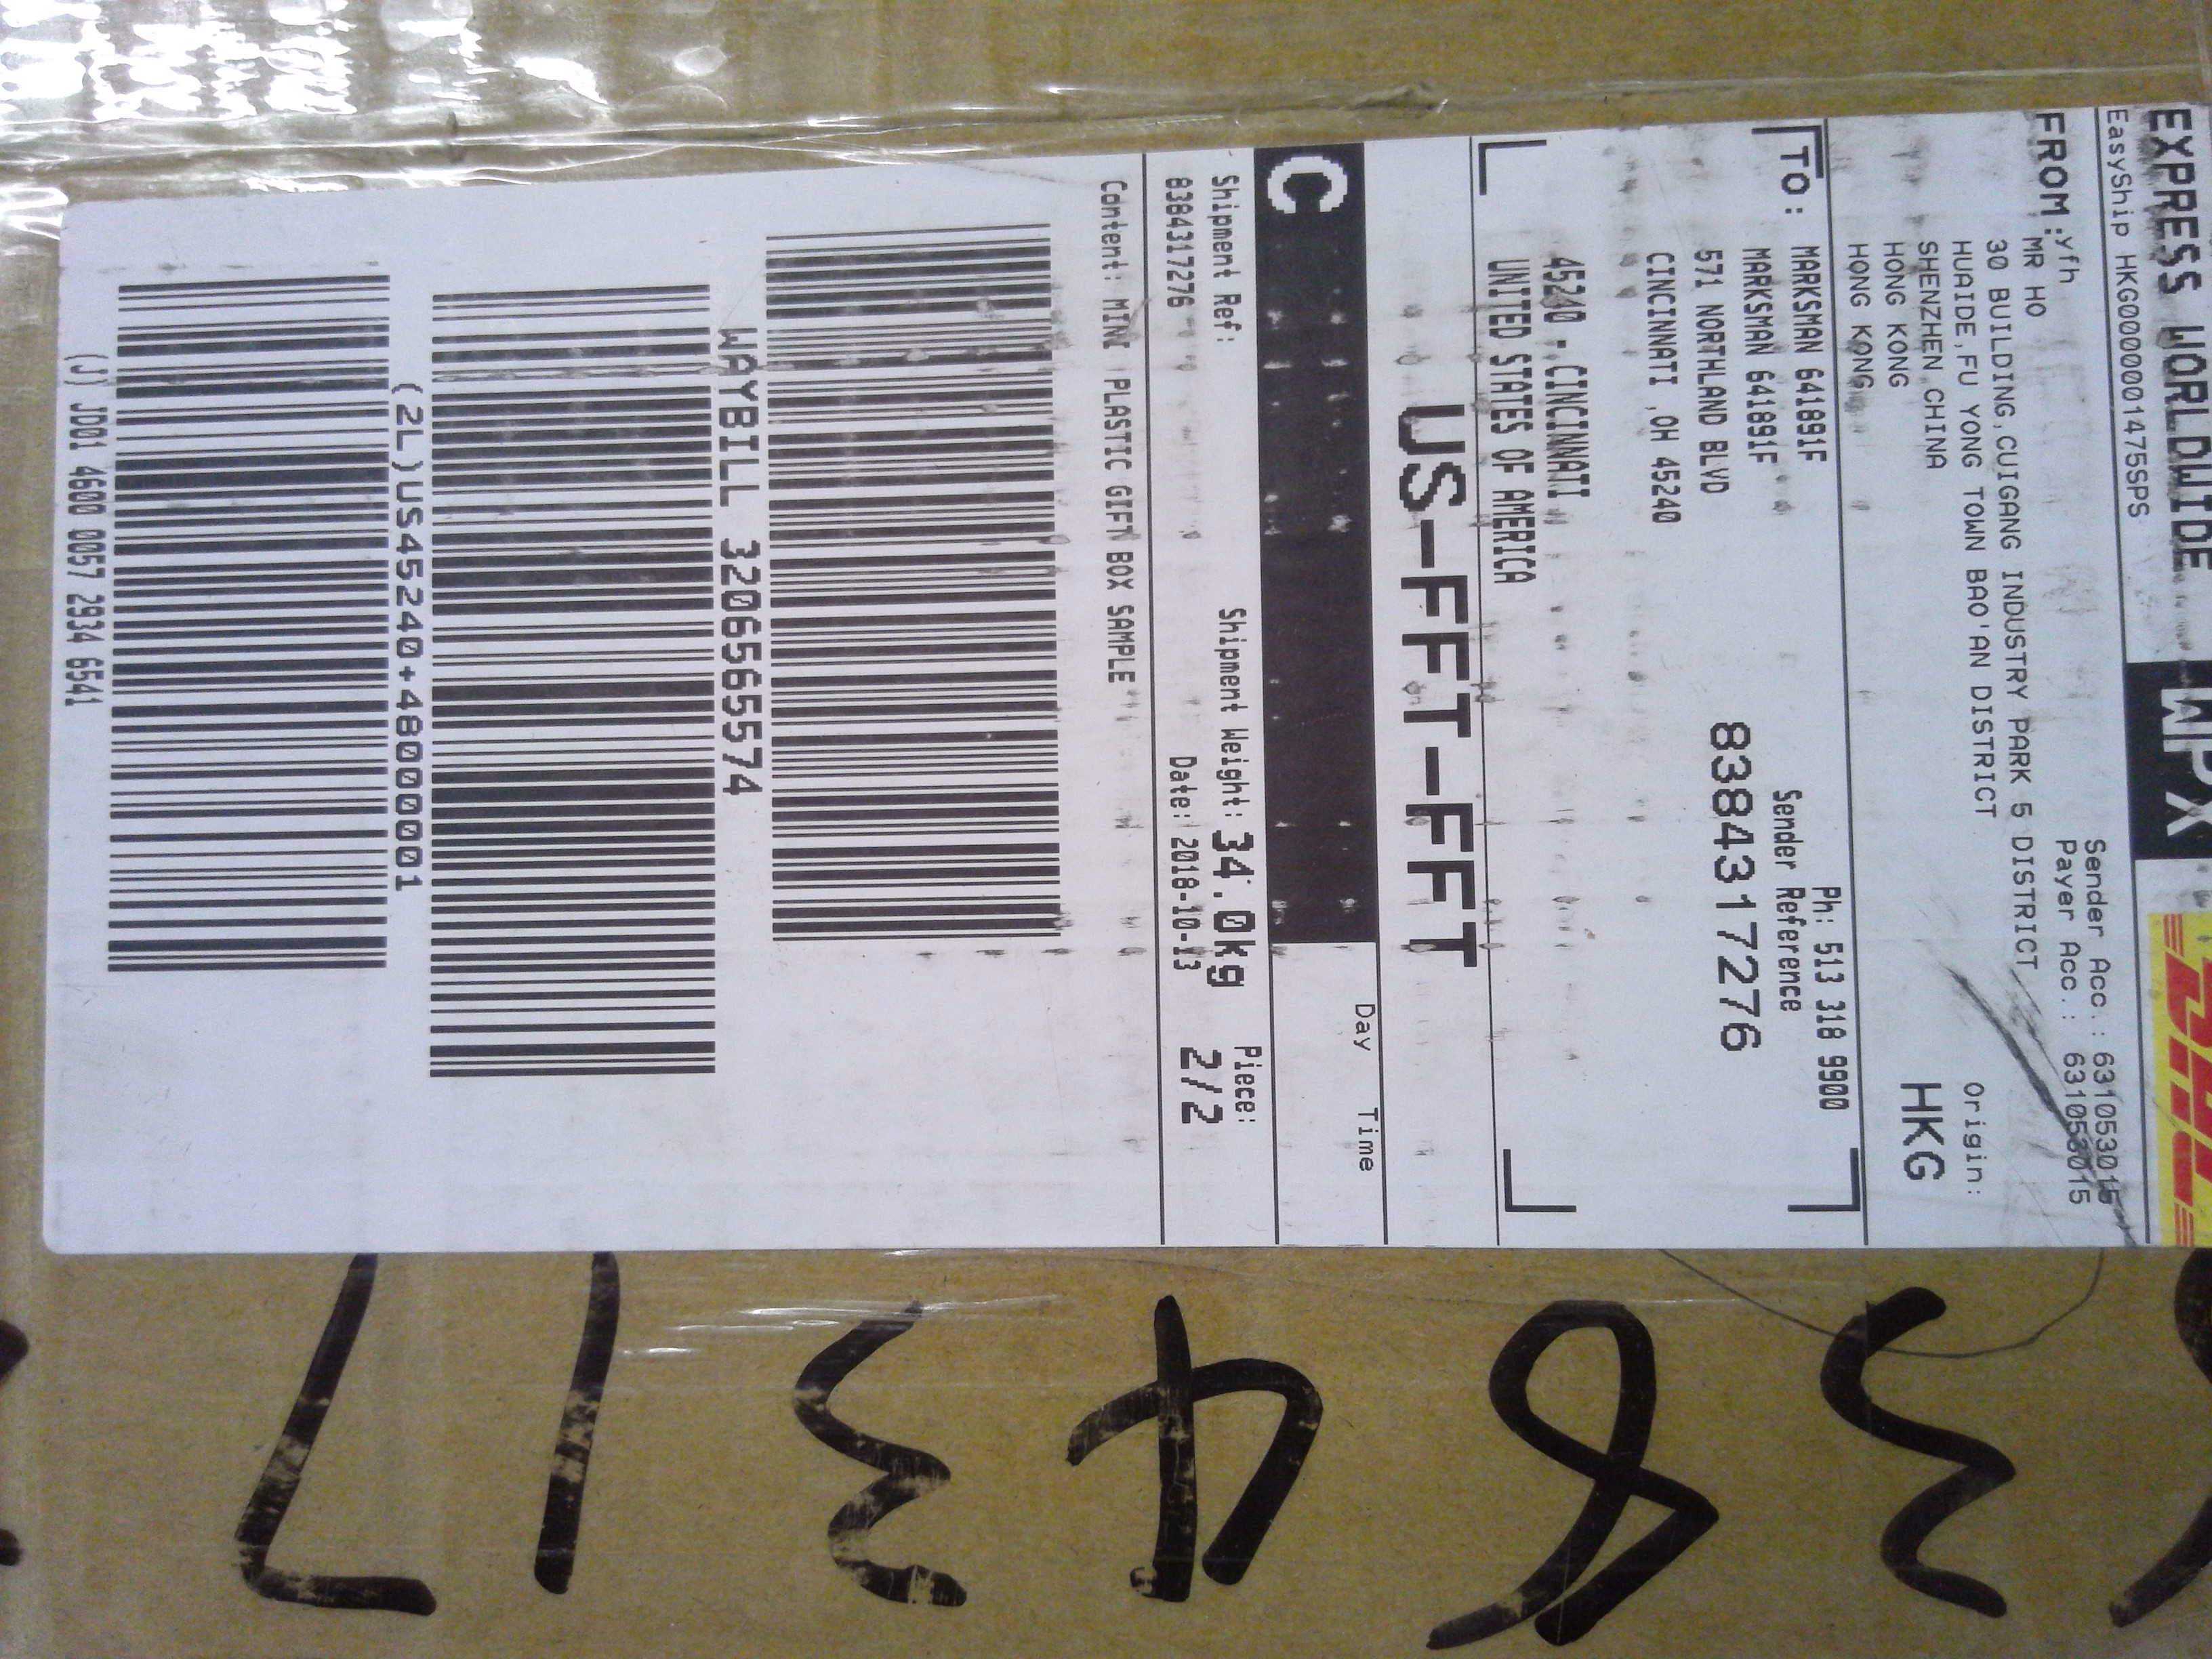 EXPRESS WORLDWIDE
WPX
DHL
EasyShip HKG00000001475SPS
FROM:
yfh
MR HO
30 BUILDING,CUIGANG INDUSTRY PARK 5 DISTRICT
HUAIDE,FU YONG TOWN BAO'AN DISTRICT
SHENZHEN,CHINA
HONG KONG
HONG KONG
Sender Acc.: 631053015
Payer Acc.: 631053015
Origin:
HKG
TO:
MARKSMAN 641891F
MARKSMAN 641891F
571 NORTHLAND BLVD
CINCINNATI ,OH 45240
45240 - CINCINNATI
UNITED STATES OF AMERICA
Ph: 513 318 9900
Sender Reference
8384317276
US-FFT-FFT
C
Day
Time
Shipment Ref:
8384317276
Shipment Weight: 34.0kg
Date: 2018-10-13
Piece:
2/2
Content: MINI PLASTIC GIFT BOX SAMPLE
WAYBILL 3206565574
(2L)US45240+48000001
(J) JD01 4600 0057 2934 6541
384317